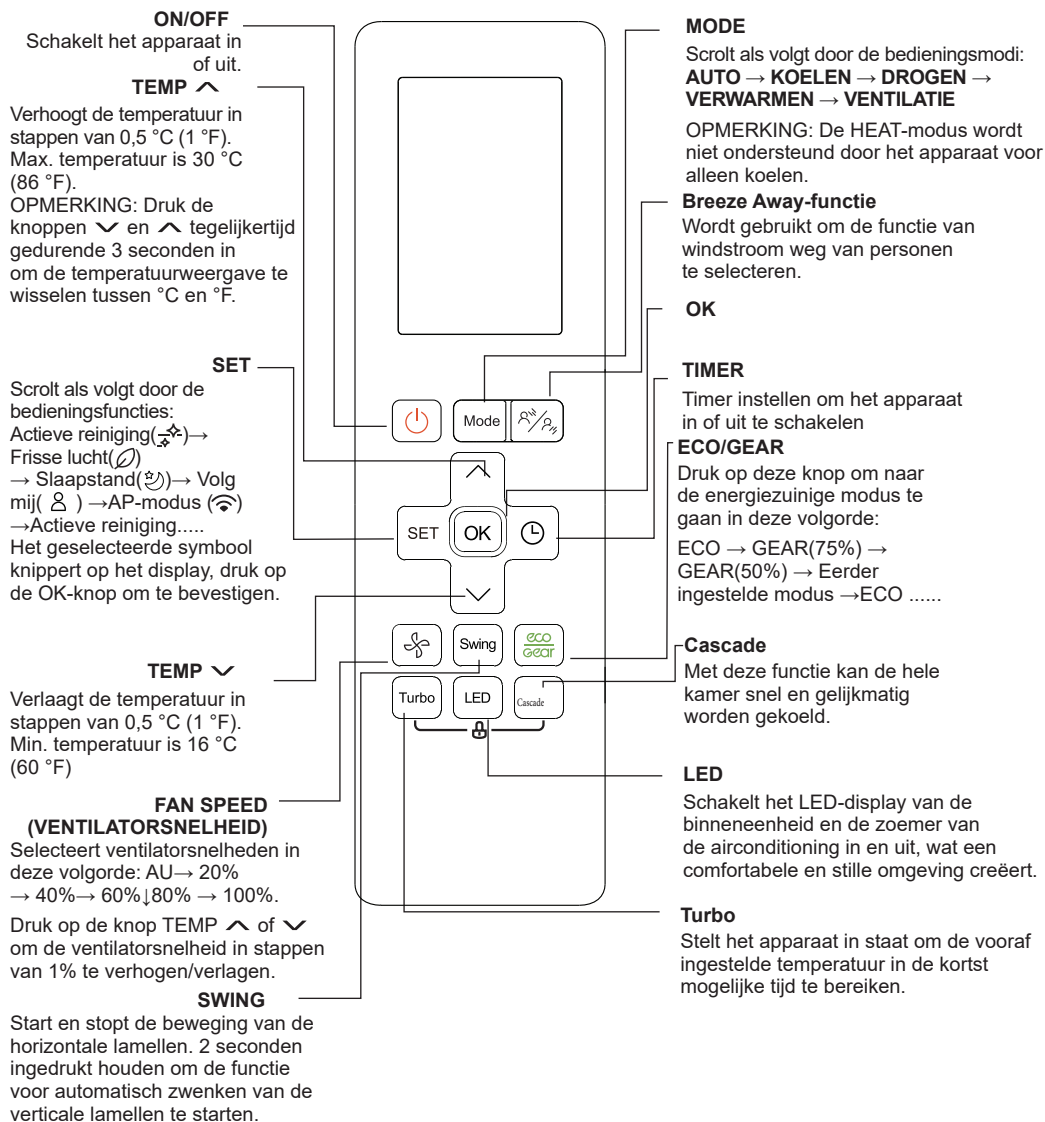 ON/OFF
Schakelt het apparaat in
of uit.
TEMP
Verhoogt de temperatuur in
stappen van 0,5 °C (1 °F).
Max. temperatuur is 30 °C
(86 °F).
OPMERKING: Druk de
knoppen en tegelijkertijd
gedurende 3 seconden in
om de temperatuurweergave te
wisselen tussen °C en °F.
SET
Scrolt als volgt door de
bedieningsfuncties:
Actieve reiniging( )→
Frisse lucht( )
→ Slaapstand( )→ Volg
mij( ) →AP-modus ( )
→Actieve reiniging.....
Het geselecteerde symbool
knippert op het display, druk op
de OK-knop om te bevestigen.
TEMP
Verlaagt de temperatuur in
stappen van 0,5 °C (1 °F).
Min. temperatuur is 16 °C
(60 °F)
FAN SPEED
(VENTILATORSNELHEID)
Selecteert ventilatorsnelheden in
deze volgorde: AU→ 20%
→ 40%→ 60%↓80% → 100%.
Druk op de knop TEMP of
om de ventilatorsnelheid in stappen
van 1% te verhogen/verlagen.
SWING
Start en stopt de beweging van de
horizontale lamellen. 2 seconden
ingedrukt houden om de functie
voor automatisch zwenken van de
verticale lamellen te starten.
Mode
SET
OK
Swing
eco
Gear
Turbo
LED
Cascade
MODE
Scrolt als volgt door de bedieningsmodi:
AUTO → KOELEN → DROGEN →
VERWARMEN → VENTILATIE
OPMERKING: De HEAT-modus wordt
niet ondersteund door het apparaat voor
alleen koelen.
Breeze Away-functie
Wordt gebruikt om de functie van
windstroom weg van personen
te selecteren.
OK
TIMER
Timer instellen om het apparaat
in of uit te schakelen
ECO/GEAR
Druk op deze knop om naar
de energiezuinige modus te
gaan in deze volgorde:
ECO → GEAR(75%) →
GEAR(50%) → Eerder
ingestelde modus →ECO ......
Cascade
Met deze functie kan de hele
kamer snel en gelijkmatig
worden gekoeld.
LED
Schakelt het LED-display van de
binneneenheid en de zoemer van
de airconditioning in en uit, wat een
comfortabele en stille omgeving creëert.
Turbo
Stelt het apparaat in staat om de vooraf
ingestelde temperatuur in de kortst
mogelijke tijd te bereiken.